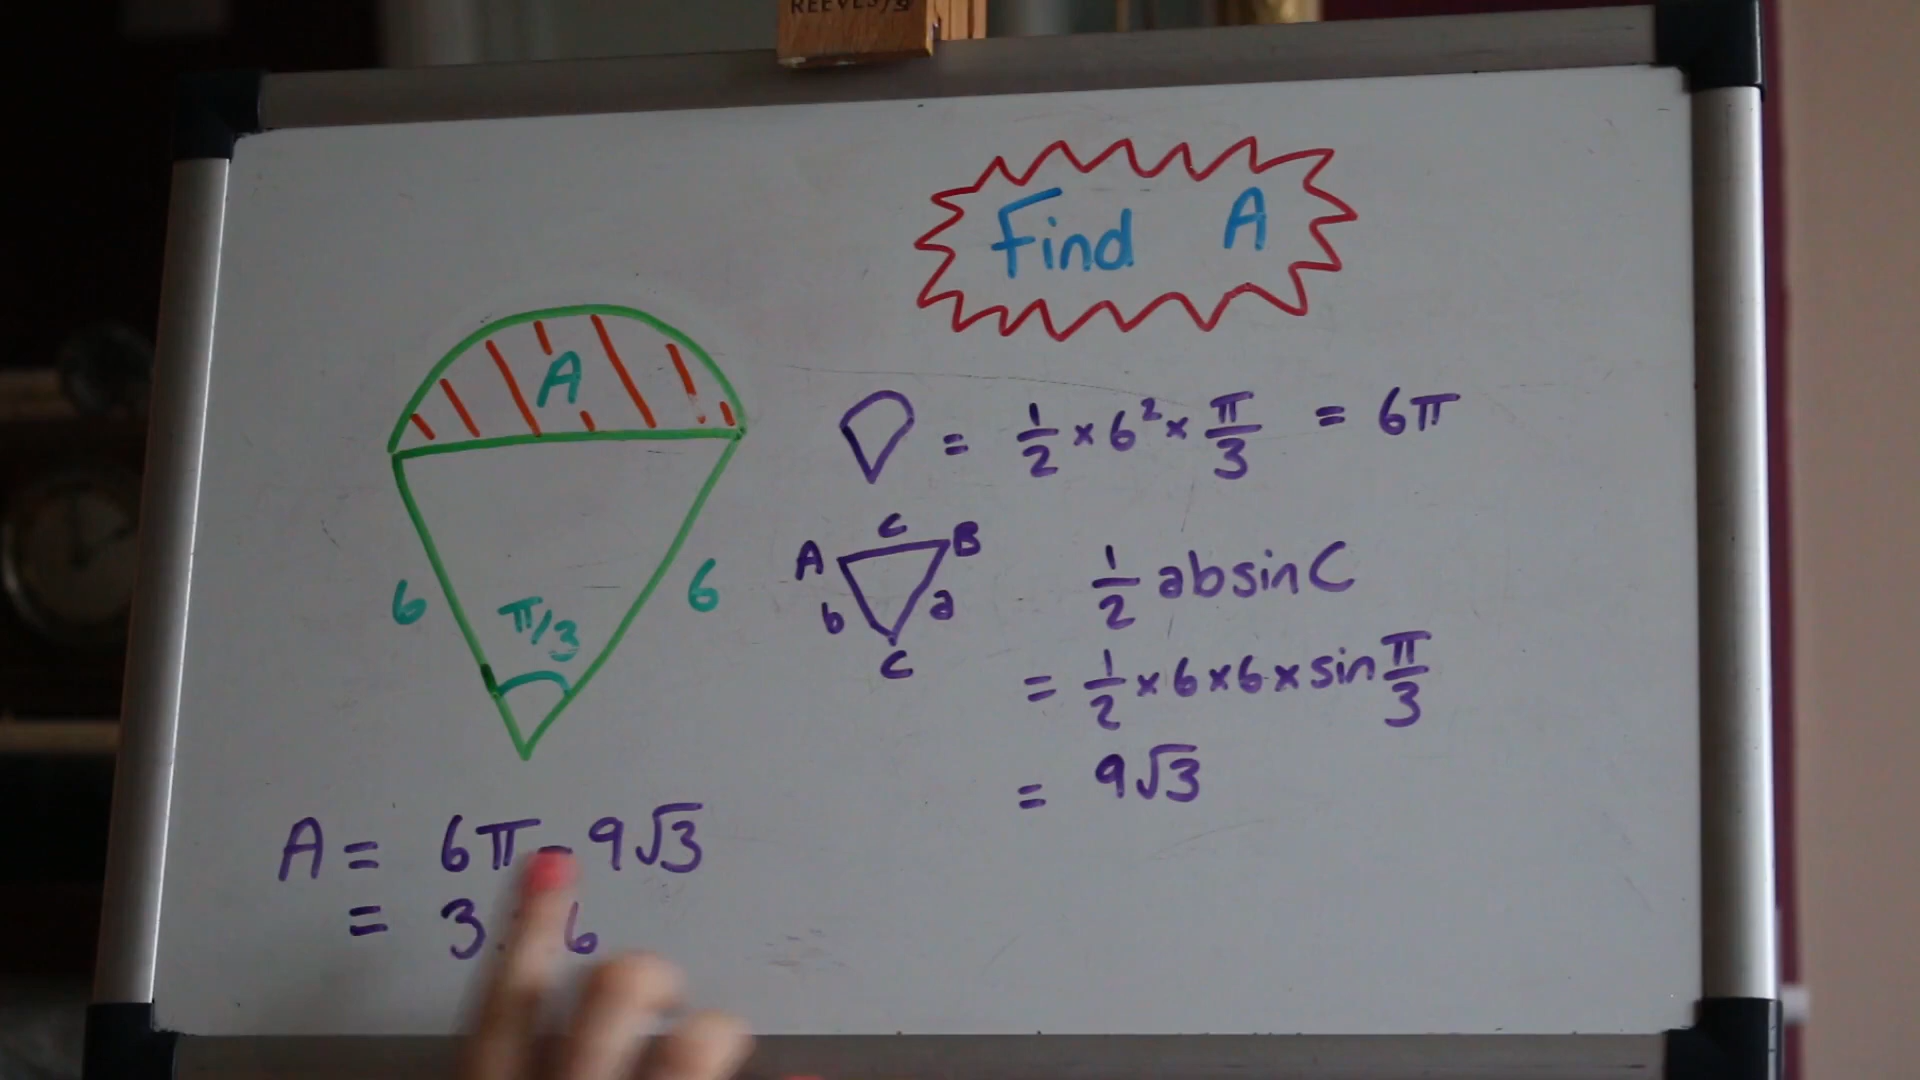 REEVES
Find A
A
6
6
π/3
= 1/2 × 6² × π/3 = 6π
A c B
b a
C
1/2 absinC
= 1/2 × 6 × 6 × sin π/3
= 9√3
A = 6π - 9√3
= 3. 6